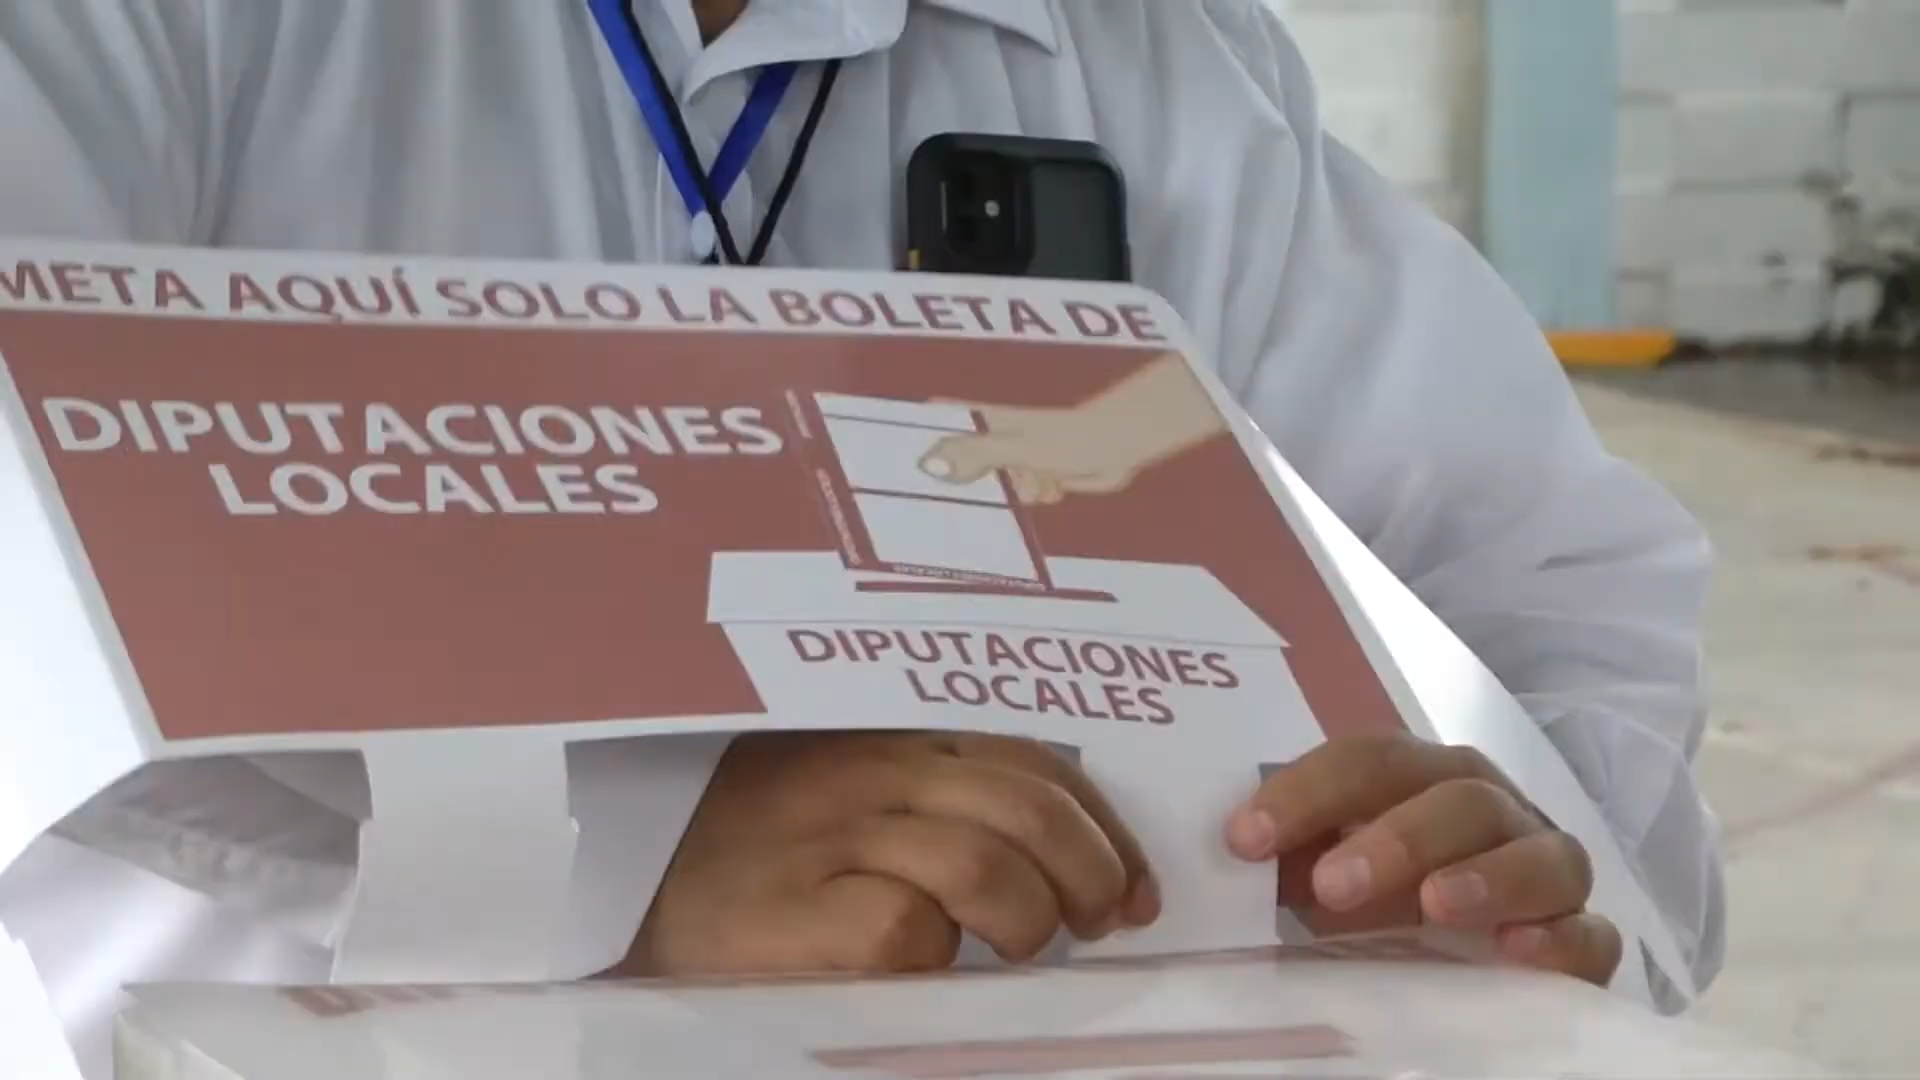 META AQUÍ SOLO LA BOLETA DE
DIPUTACIONES
LOCALES
DIPUTACIONES
LOCALES